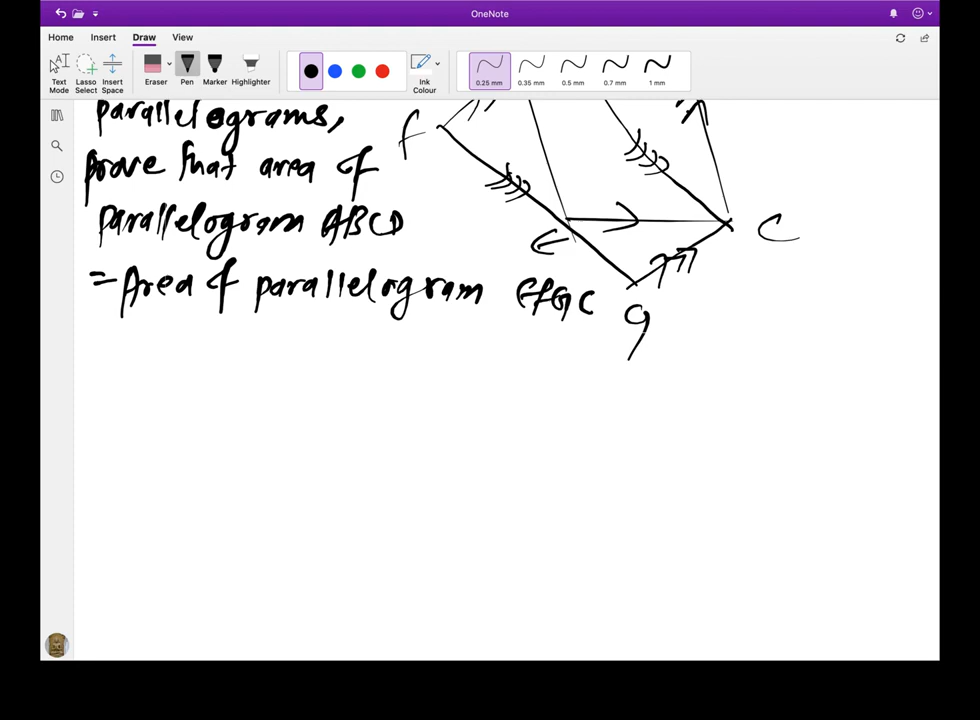 OneNote
Home Insert Draw View
Text Mode
Lasso Select
Insert Space
Eraser
Pen
Marker
Highlighter
Ink Colour
0.25 mm
0.35 mm
0.5 mm
0.7 mm
1 mm
parallelograms,
prove that area of
parallelogram ABCD
= Area of parallelogram EFGC
F
C
G